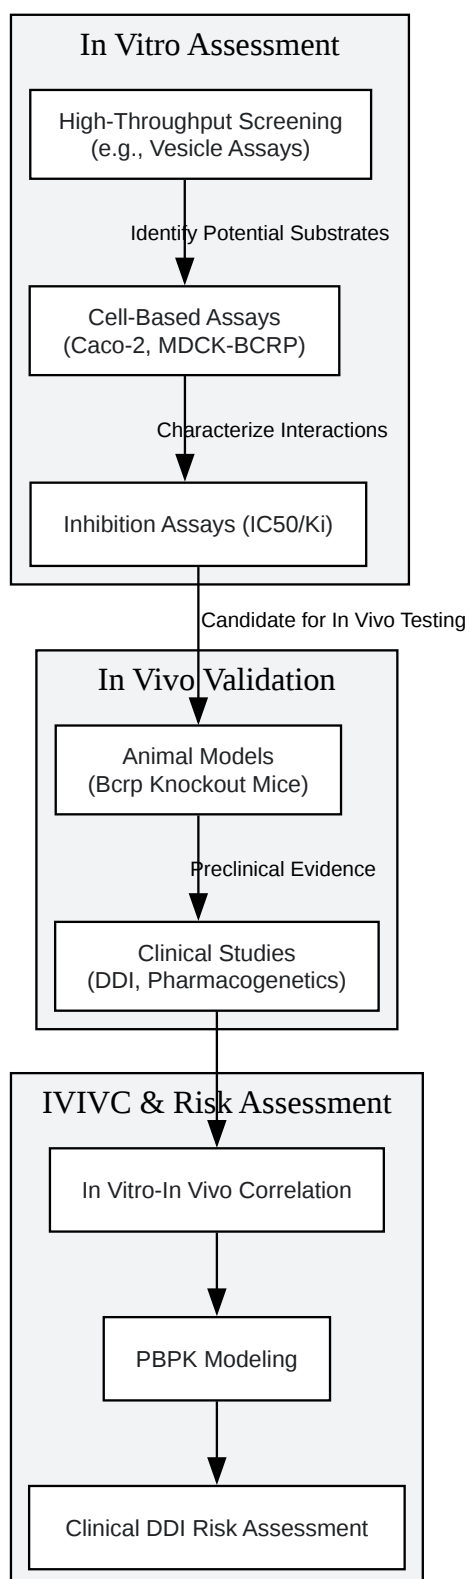 In Vitro Assessment
High-Throughput Screening
(e.g., Vesicle Assays)
Identify Potential Substrates
Cell-Based Assays
(Caco-2, MDCK-BCRP)
Characterize Interactions
Inhibition Assays (IC50/Ki)
Candidate for In Vivo Testing
In Vivo Validation
Animal Models
(Bcrp Knockout Mice)
Preclinical Evidence
Clinical Studies
(DDI, Pharmacogenetics)
IVIVC & Risk Assessment
In Vitro-In Vivo Correlation
PBPK Modeling
Clinical DDI Risk Assessment